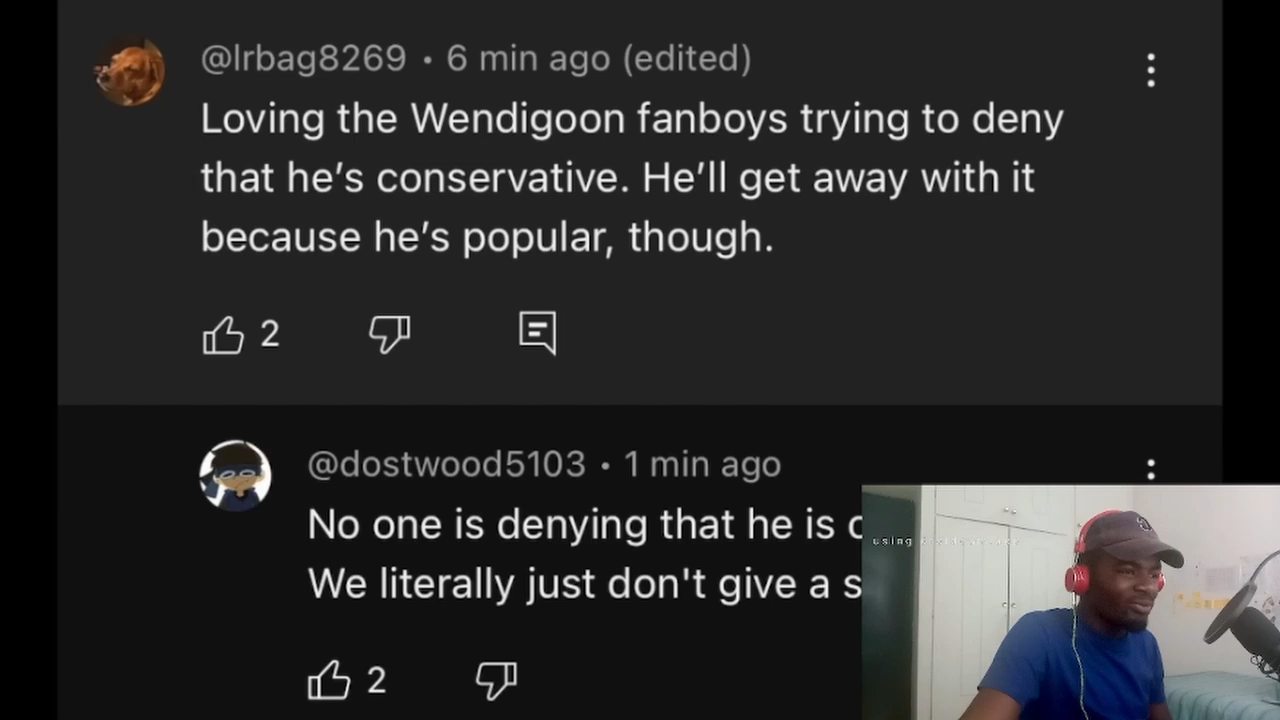 @lrbag8269 • 6 min ago (edited)
Loving the Wendigoon fanboys trying to deny
that he’s conservative. He’ll get away with it
because he’s popular, though.
2
@dostwood5103 • 1 min ago
No one is denying that he is
We literally just don't give a
2
using